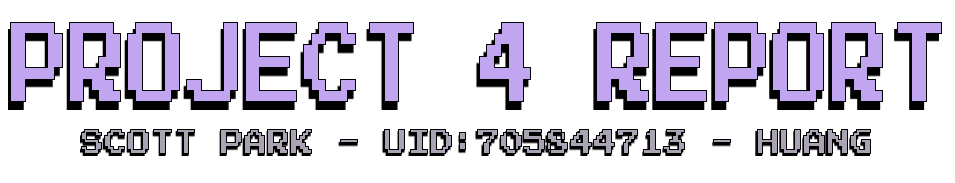 PROJECT 4 REPORT
SCOTT PARK - UID:705844713 - HUANG